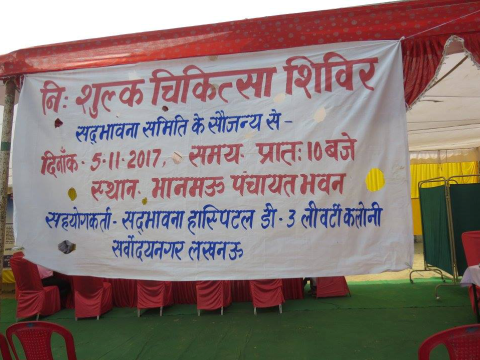 नि: शुल्क चिकित्सा शिविर
सद्भावना समिति के सौजन्य से -
दिनाँक - 5-11-2017, समय. प्रात: 10 बजे
स्थान. भानमऊ पंचायत भवन
सहयोगकर्ता - सद्भावना हास्पिटल डी - 3 लीवर्टी कलोनी
सर्वोदयनगर लखनऊ